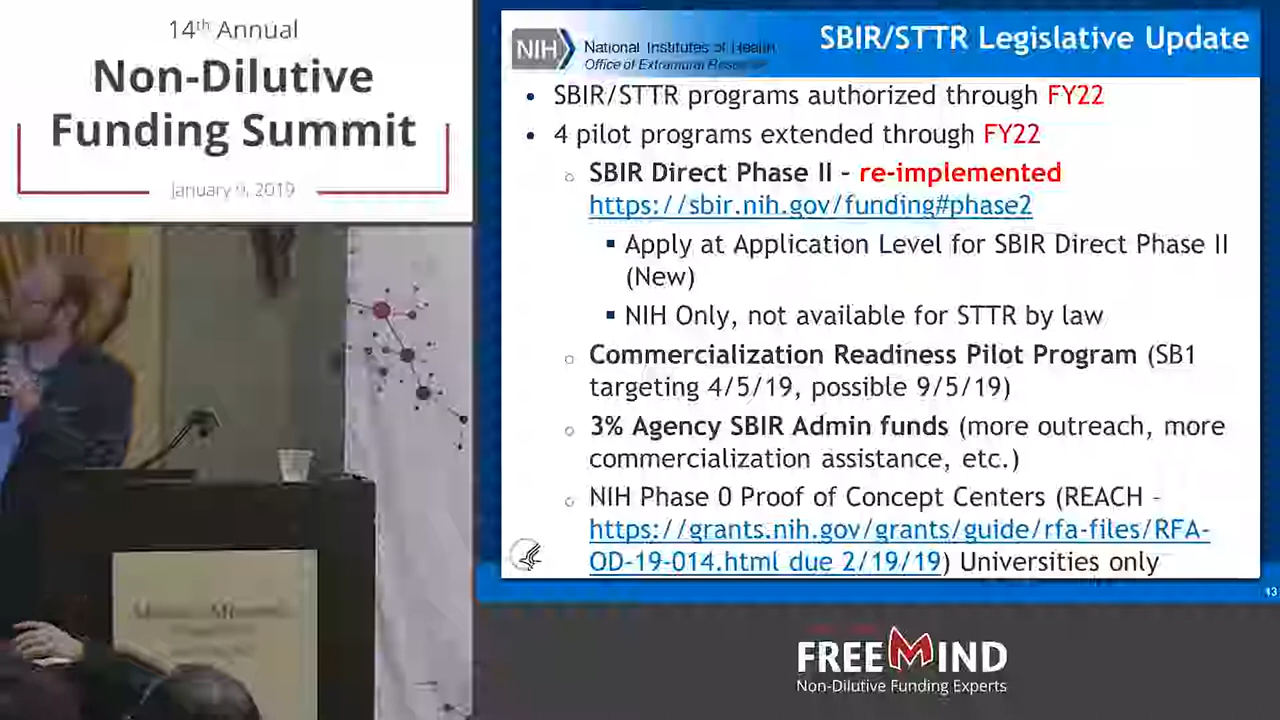 14th Annual
Non-Dilutive
Funding Summit
January 9, 2019
NIH
National Institutes of Health
Office of Extramural Research
SBIR/STTR Legislative Update
• SBIR/STTR programs authorized through FY22
• 4 pilot programs extended through FY22
○ SBIR Direct Phase II – re-implemented
https://sbir.nih.gov/funding#phase2
▪ Apply at Application Level for SBIR Direct Phase II
(New)
▪ NIH Only, not available for STTR by law
○ Commercialization Readiness Pilot Program (SB1
targeting 4/5/19, possible 9/5/19)
○ 3% Agency SBIR Admin funds (more outreach, more
commercialization assistance, etc.)
○ NIH Phase 0 Proof of Concept Centers (REACH –
https://grants.nih.gov/grants/guide/rfa-files/RFA-
OD-19-014.html due 2/19/19) Universities only
13
FREEMIND
Non-Dilutive Funding Experts